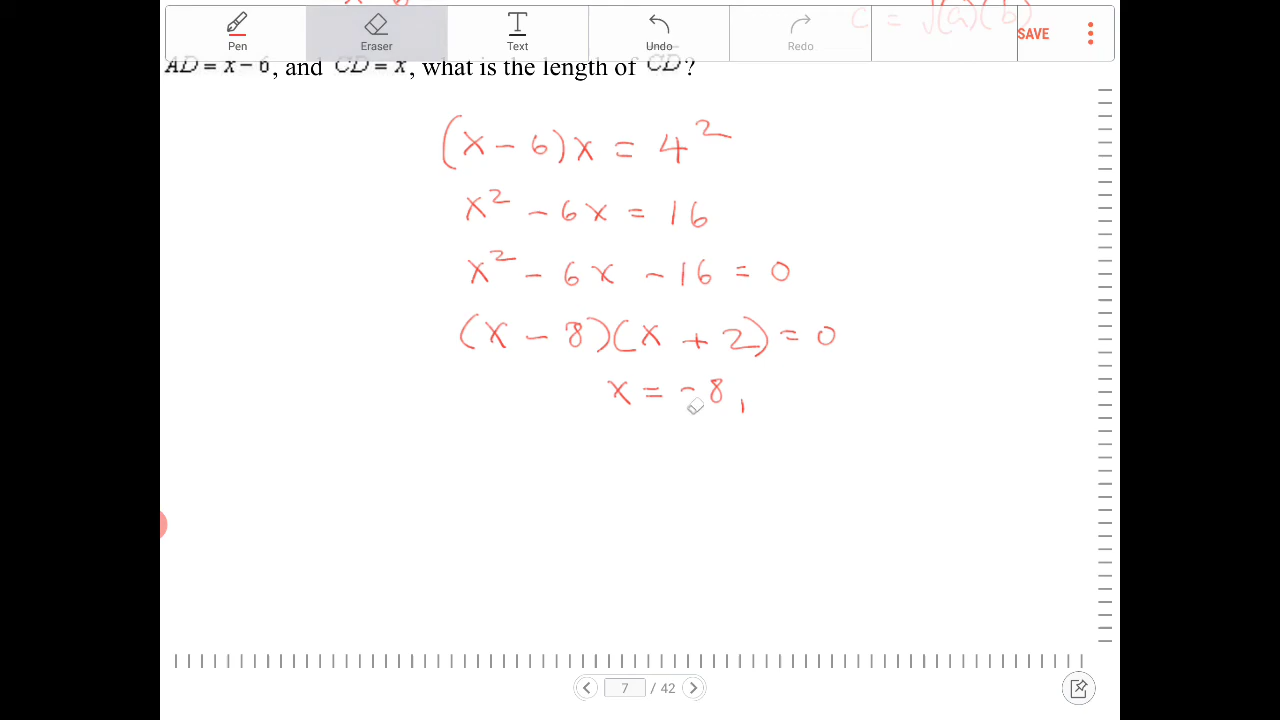 c = √(a)(b)
Pen
Eraser
Text
Undo
Redo
SAVE
AD = x − 6, and CD = x, what is the length of CD?
(x − 6)x = 4²
x² − 6x = 16
x² − 6x − 16 = 0
(x − 8)(x + 2) = 0
x = -8,
7 / 42